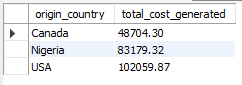 origin_country total_cost_generated
Canada 48704.30
Nigeria 83179.32
USA 102059.87